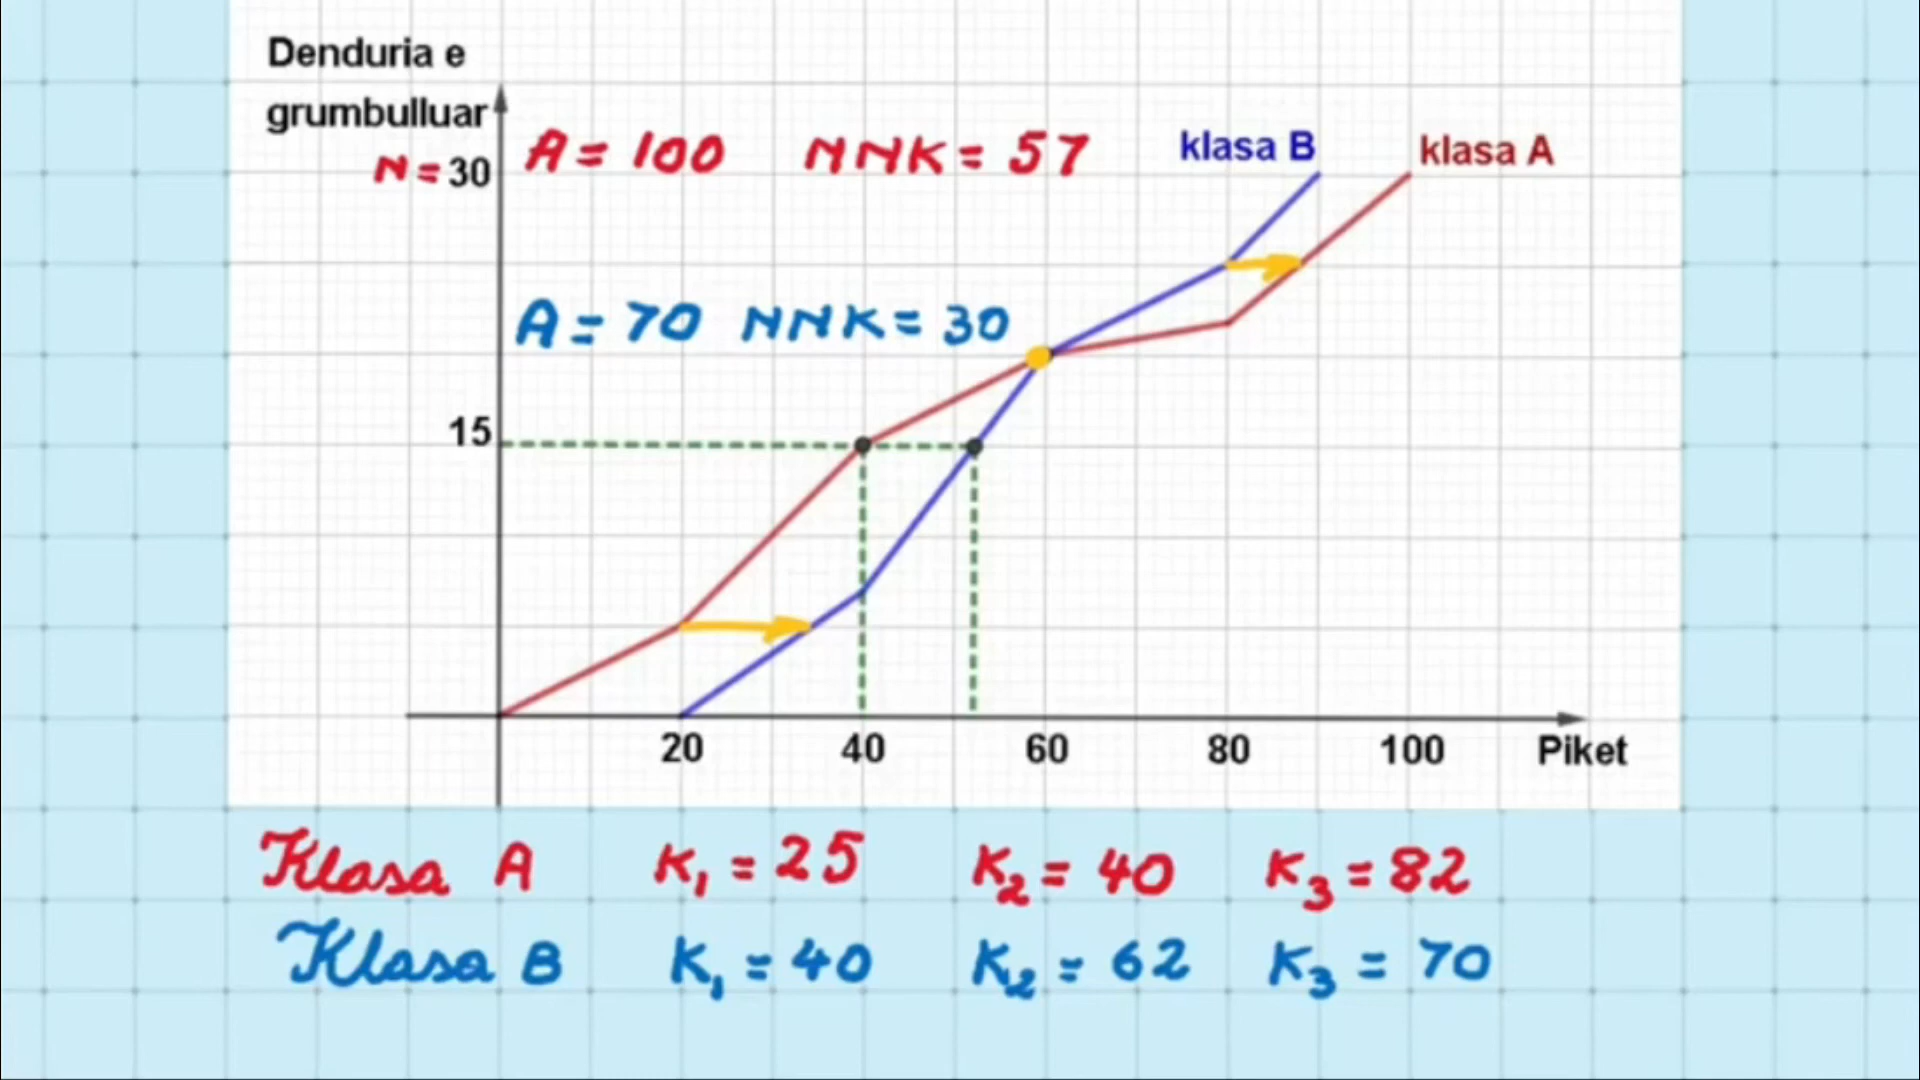 Denduria e
grumbulluar
N = 30 A = 100 NNK = 57 klasa B klasa A
A = 70 NNK = 30
15
20 40 60 80 100 Piket
Klasa A K₁ = 25 K₂ = 40 K₃ = 82
Klasa B K₁ = 40 K₂ = 62 K₃ = 70